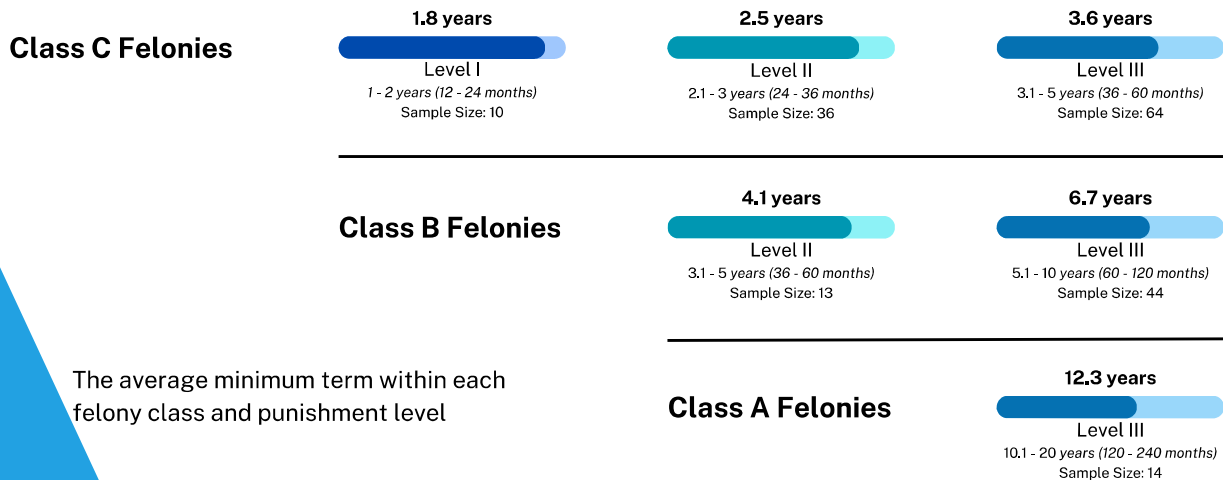 Class C Felonies
1.8 years
Level I
1 - 2 years (12 - 24 months)
Sample Size: 10
2.5 years
Level II
2.1 - 3 years (24 - 36 months)
Sample Size: 36
3.6 years
Level III
3.1 - 5 years (36 - 60 months)
Sample Size: 64
Class B Felonies
4.1 years
Level II
3.1 - 5 years (36 - 60 months)
Sample Size: 13
6.7 years
Level III
5.1 - 10 years (60 - 120 months)
Sample Size: 44
The average minimum term within each
felony class and punishment level
Class A Felonies
12.3 years
Level III
10.1 - 20 years (120 - 240 months)
Sample Size: 14